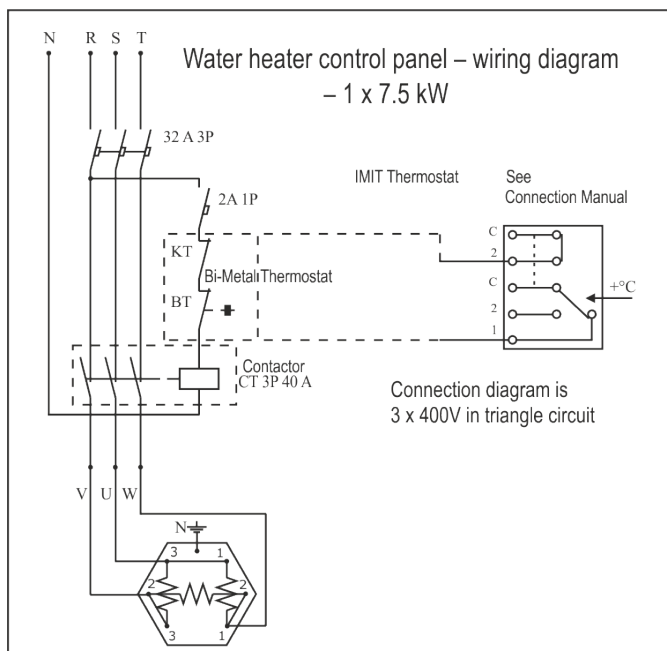 N R S T
Water heater control panel – wiring diagram
– 1 x 7.5 kW
32 A 3P
2A 1P
IMIT Thermostat
See
Connection Manual
KT
Bi-Metal Thermostat
BT
C
2
C
2
1
+°C
Contactor
CT 3P 40 A
Connection diagram is
3 x 400V in triangle circuit
V U W
N
3 1
2 2
3 1